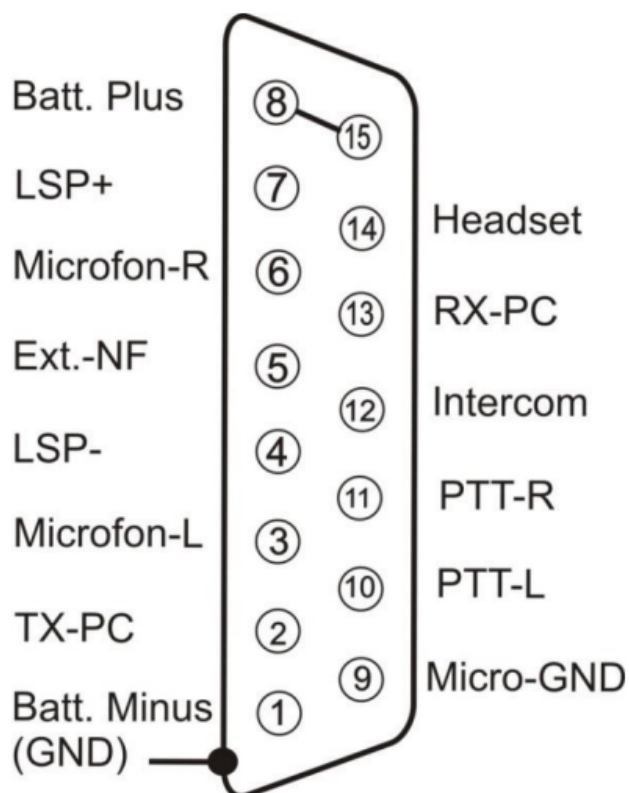 Batt. Plus
8
15
LSP+
7
14
Headset
Microfon-R
6
13
RX-PC
Ext.-NF
5
12
Intercom
LSP-
4
11
PTT-R
Microfon-L
3
10
PTT-L
TX-PC
2
9
Micro-GND
Batt. Minus
(GND)
1